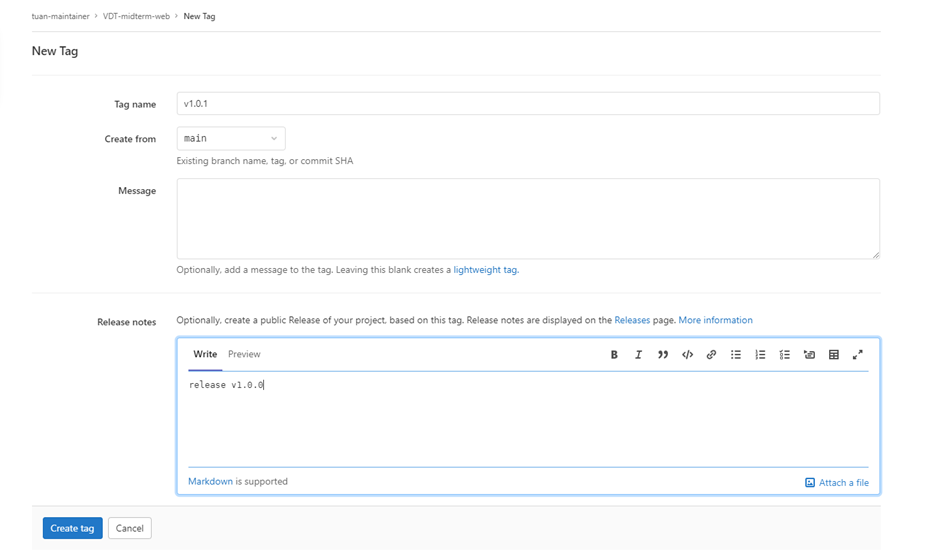 tuan-maintainer > VDT-midterm-web > New Tag
New Tag
Tag name v1.0.1
Create from main
Existing branch name, tag, or commit SHA
Message
Optionally, add a message to the tag. Leaving this blank creates a lightweight tag.
Release notes Optionally, create a public Release of your project, based on this tag. Release notes are displayed on the Releases page. More information
Write Preview
release v1.0.0
Markdown is supported Attach a file
Create tag Cancel